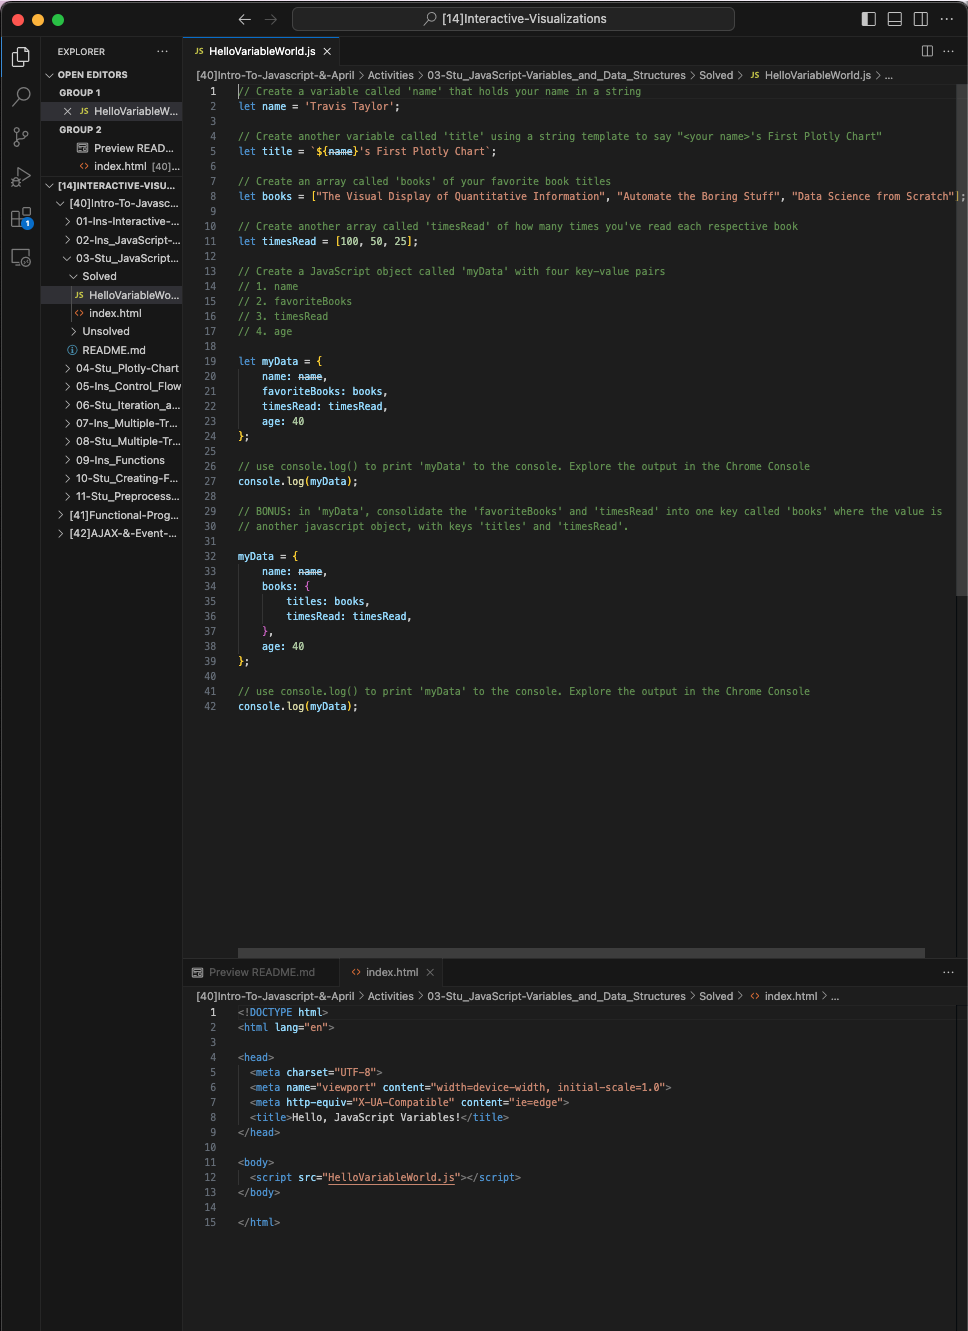 [14]Interactive-Visualizations
EXPLORER
OPEN EDITORS
GROUP 1
JS HelloVariableW...
GROUP 2
Preview READ...
index.html [40]...
[14]INTERACTIVE-VISU...
[40]Intro-To-Javasc...
01-Ins-Interactive-...
02-Ins_JavaScript-...
03-Stu_JavaScript...
Solved
JS HelloVariableWo...
index.html
Unsolved
README.md
04-Stu_Plotly-Chart
05-Ins_Control_Flow
06-Stu_Iteration_a...
07-Ins_Multiple-Tr...
08-Stu_Multiple-Tr...
09-Ins_Functions
10-Stu_Creating-F...
11-Stu_Preprocess...
[41]Functional-Prog...
[42]AJAX-&-Event-...
1
JS HelloVariableWorld.js
[40]Intro-To-Javascript-&-April > Activities > 03-Stu_JavaScript-Variables_and_Data_Structures > Solved > JS HelloVariableWorld.js > ...
1 // Create a variable called 'name' that holds your name in a string
2 let name = 'Travis Taylor';
3
4 // Create another variable called 'title' using a string template to say "<your name>'s First Plotly Chart"
5 let title = `${name}'s First Plotly Chart`;
6
7 // Create an array called 'books' of your favorite book titles
8 let books = ["The Visual Display of Quantitative Information", "Automate the Boring Stuff", "Data Science from Scratch"];
9
10 // Create another array called 'timesRead' of how many times you've read each respective book
11 let timesRead = [100, 50, 25];
12
13 // Create a JavaScript object called 'myData' with four key-value pairs
14 // 1. name
15 // 2. favoriteBooks
16 // 3. timesRead
17 // 4. age
18
19 let myData = {
20 name: name,
21 favoriteBooks: books,
22 timesRead: timesRead,
23 age: 40
24 };
25
26 // use console.log() to print 'myData' to the console. Explore the output in the Chrome Console
27 console.log(myData);
28
29 // BONUS: in 'myData', consolidate the 'favoriteBooks' and 'timesRead' into one key called 'books' where the value is
30 // another javascript object, with keys 'titles' and 'timesRead'.
31
32 myData = {
33 name: name,
34 books: {
35 titles: books,
36 timesRead: timesRead,
37 },
38 age: 40
39 };
40
41 // use console.log() to print 'myData' to the console. Explore the output in the Chrome Console
42 console.log(myData);
Preview README.md
index.html
[40]Intro-To-Javascript-&-April > Activities > 03-Stu_JavaScript-Variables_and_Data_Structures > Solved > <> index.html > ...
1 <!DOCTYPE html>
2 <html lang="en">
3
4 <head>
5 <meta charset="UTF-8">
6 <meta name="viewport" content="width=device-width, initial-scale=1.0">
7 <meta http-equiv="X-UA-Compatible" content="ie=edge">
8 <title>Hello, JavaScript Variables!</title>
9 </head>
10
11 <body>
12 <script src="HelloVariableWorld.js"></script>
13 </body>
14
15 </html>